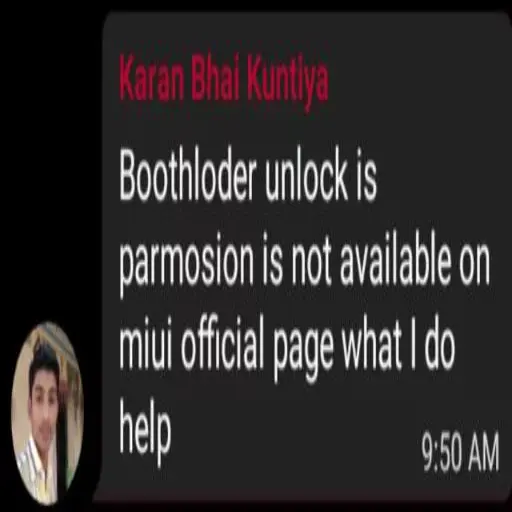 Karan Bhai Kuntiya
Boothloder unlock is
parmosion is not available on
miui official page what I do
help
9:50 AM